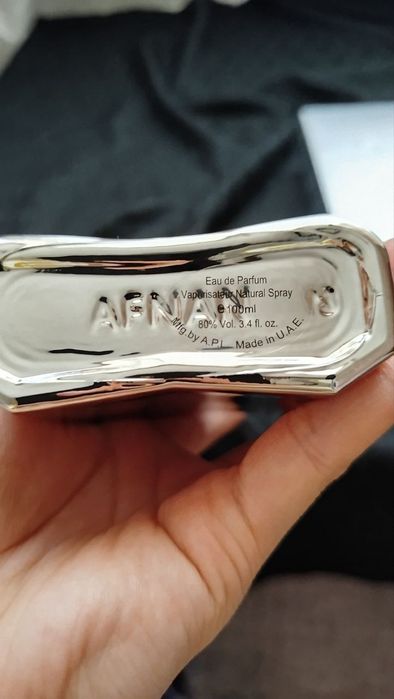 Eau de Parfum
Vaporisateur Natural Spray
AFNAN
e 100ml
80% Vol. 3.4 fl. oz.
Mfg by A.P.I. Made in U.A.E.